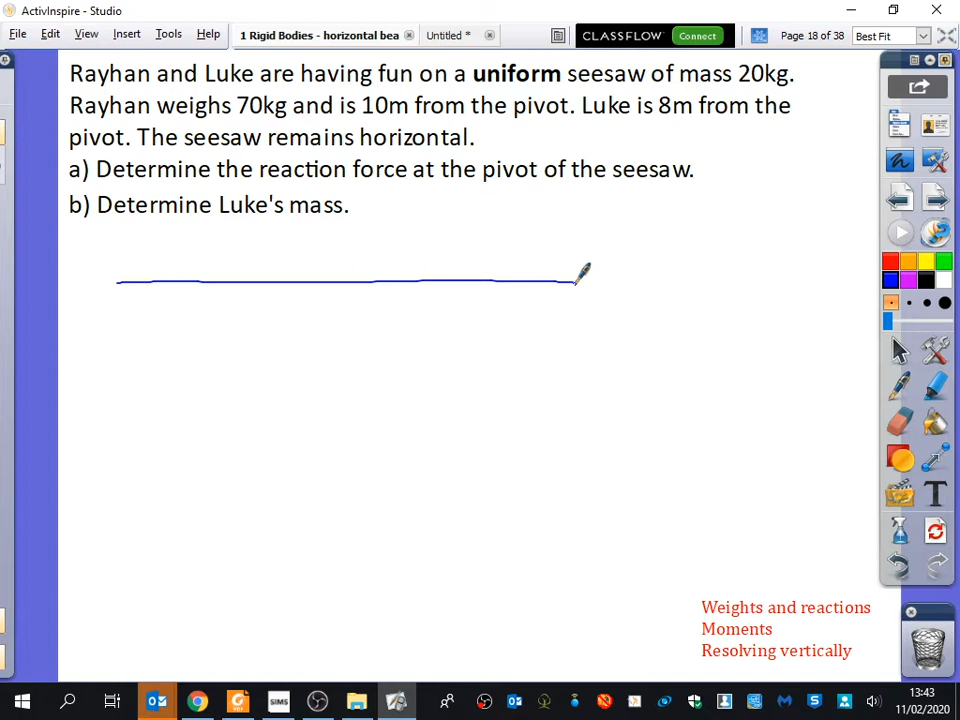 ActivInspire - Studio
File Edit View Insert Tools Help
1 Rigid Bodies - horizontal bea
Untitled *
CLASSFLOW Connect
Page 18 of 38
Best Fit
Rayhan and Luke are having fun on a uniform seesaw of mass 20kg.
Rayhan weighs 70kg and is 10m from the pivot. Luke is 8m from the
pivot. The seesaw remains horizontal.
a) Determine the reaction force at the pivot of the seesaw.
b) Determine Luke's mass.
Weights and reactions
Moments
Resolving vertically
SIMS
13:43
11/02/2020